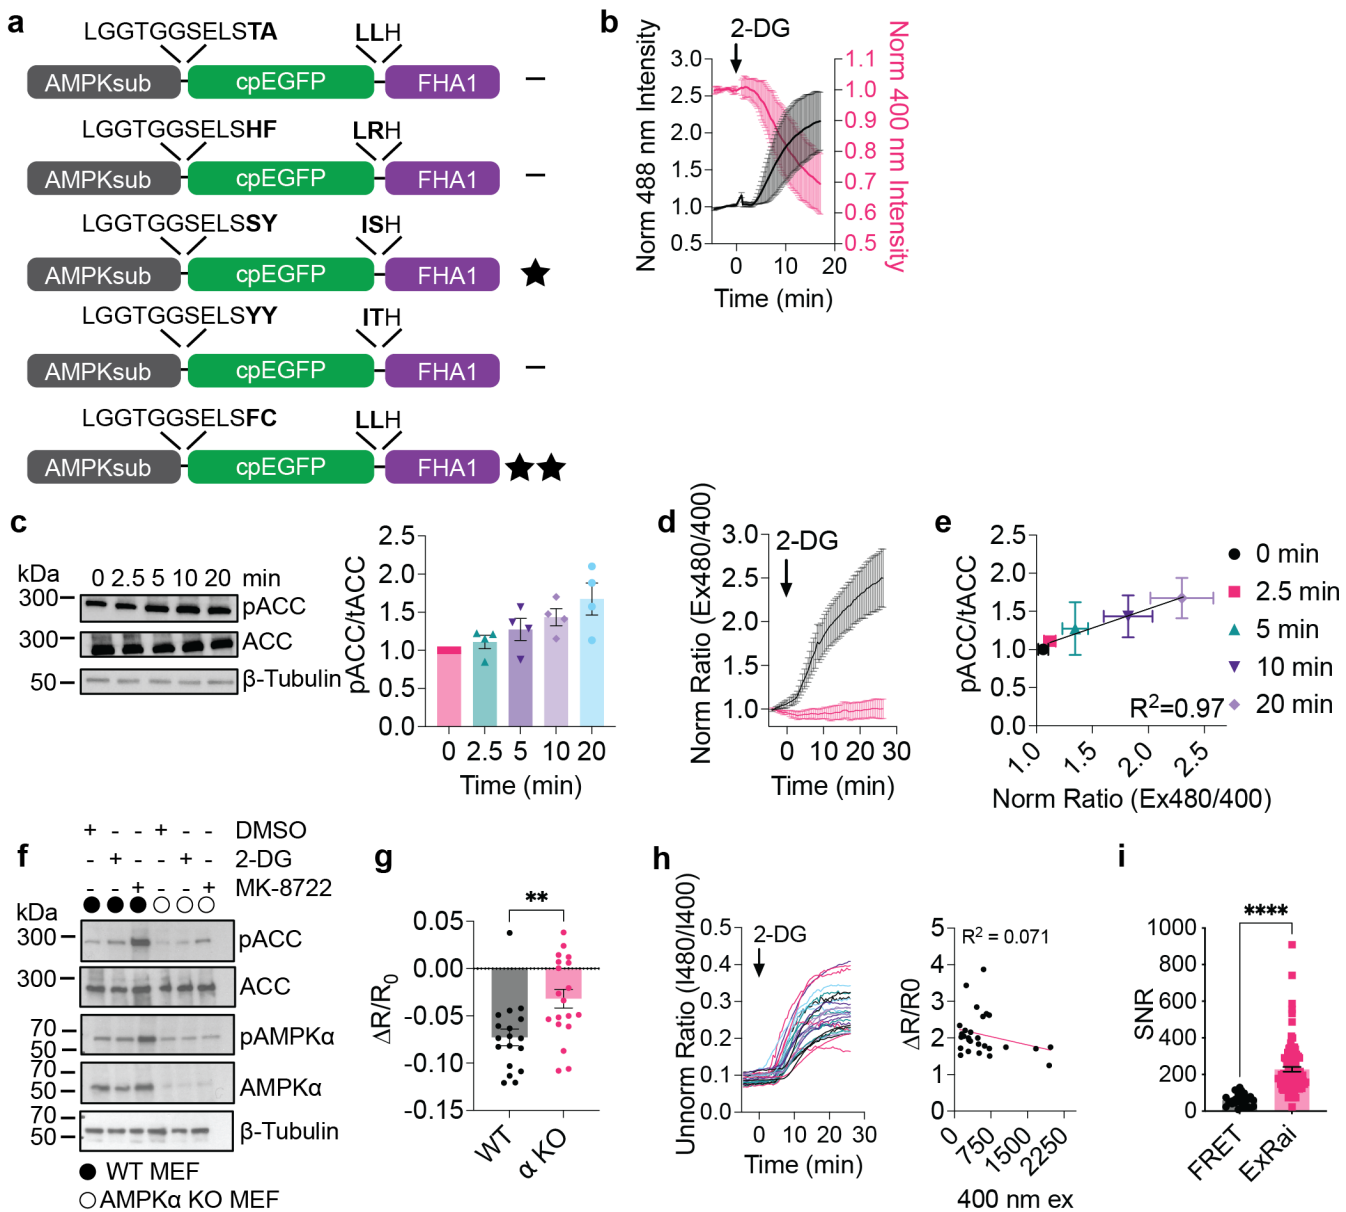 a
LGGTGGSELSTA LLH
AMPKsub cpEGFP FHA1 –
LGGTGGSELSHF LRH
AMPKsub cpEGFP FHA1 –
LGGTGGSELSSY ISH
AMPKsub cpEGFP FHA1 ★
LGGTGGSELSYY ITH
AMPKsub cpEGFP FHA1 –
LGGTGGSELSFC LLH
AMPKsub cpEGFP FHA1 ★★
b
2-DG
Norm 488 nm Intensity
3.0
2.5
2.0
1.5
1.0
0.5
Norm 400 nm Intensity
1.1
1.0
0.9
0.8
0.7
0.6
0.5
0 10 20
Time (min)
c
kDa 0 2.5 5 10 20 min
300 pACC
300 ACC
50 β-Tubulin
pACC/tACC
2.5
2.0
1.5
1.0
0.5
0.0
0 2.5 5 10 20
Time (min)
d
2-DG
Norm Ratio (Ex480/400)
3.0
2.5
2.0
1.5
1.0
0 10 20 30
Time (min)
e
pACC/tACC
2.5
2.0
1.5
1.0
0.5
0.0
R²=0.97
1.0 1.5 2.0 2.5
Norm Ratio (Ex480/400)
0 min
2.5 min
5 min
10 min
20 min
f
+ - - + - - DMSO
- + - - + - 2-DG
- - + - - + MK-8722
kDa
300 pACC
300 ACC
70
50 pAMPKα
70
50 AMPKα
70
50 β-Tubulin
WT MEF
AMPKα KO MEF
g
**
ΔR/R0
0.05
0.00
-0.05
-0.10
-0.15
WT α KO
h
2-DG
Unnorm Ratio (I480/I400)
0.5
0.4
0.3
0.2
0.1
0.0
0 10 20 30
Time (min)
R² = 0.071
ΔR/R0
5
4
3
2
1
0
0 750 1500 2250
400 nm ex
i
****
SNR
1000
800
600
400
200
0
FRET ExRai